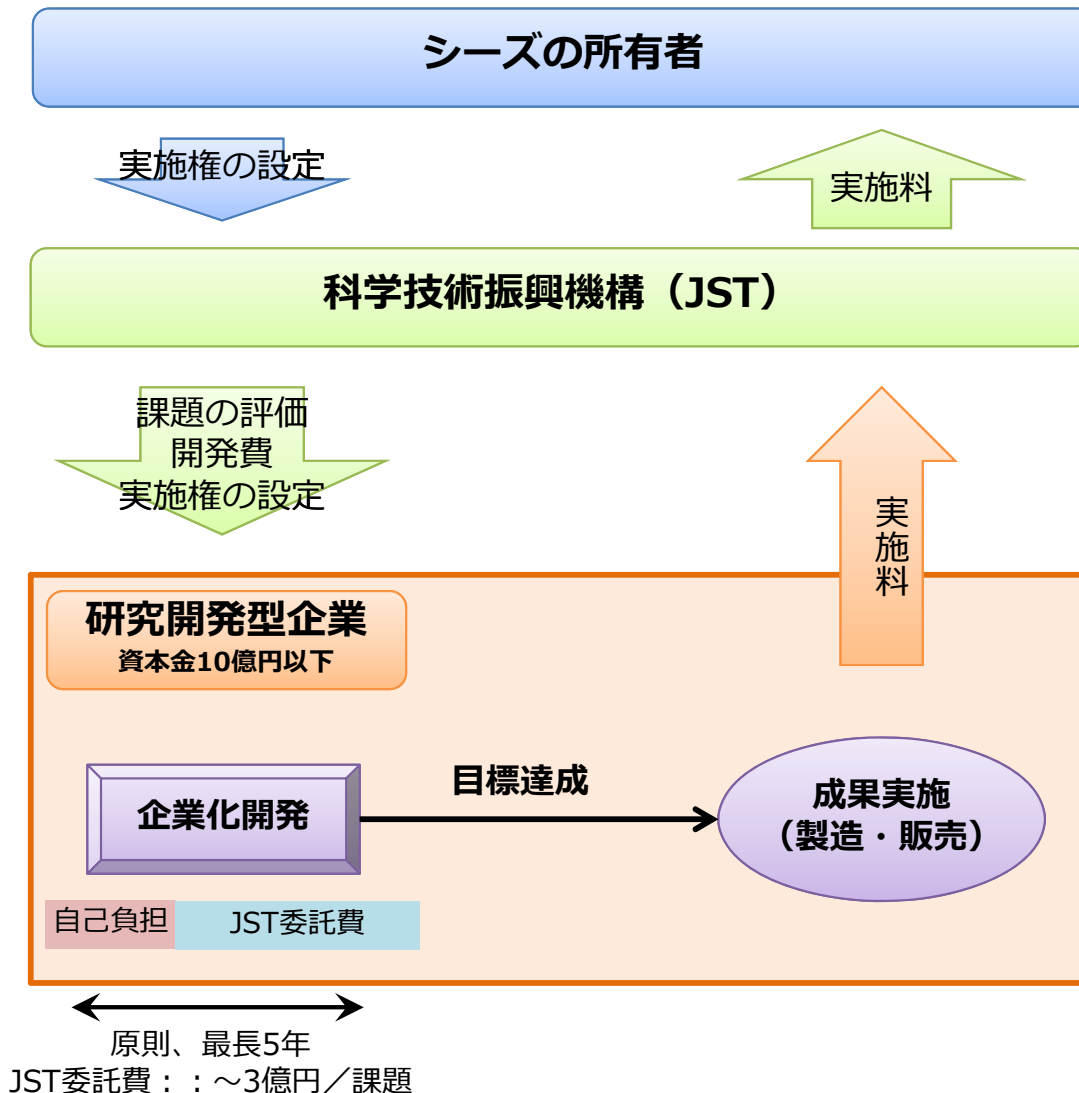 シーズの所有者
実施権の設定
実施料
科学技術振興機構（JST）
課題の評価
開発費
実施権の設定
実施料
研究開発型企業
資本金10億円以下
企業化開発
目標達成
成果実施
（製造・販売）
自己負担
JST委託費
原則、最長5年
JST委託費：：～3億円／課題